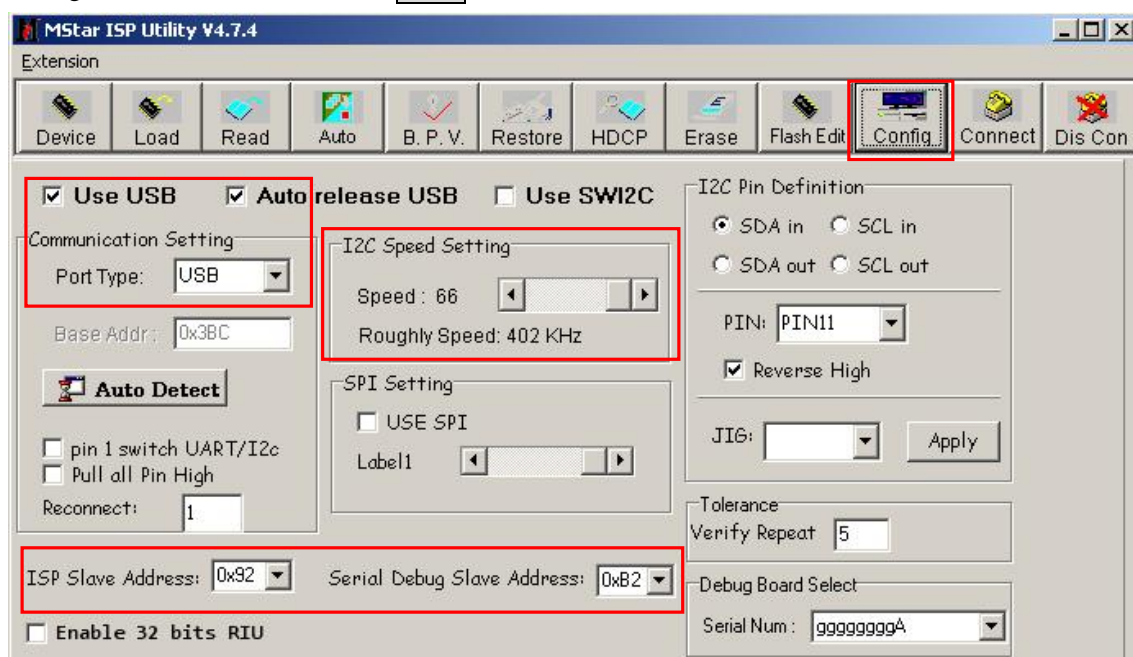 MStar ISP Utility V4.7.4
Extension
Device Load Read Auto B. P. V. Restore HDCP Erase Flash Edit Config Connect Dis Con
Use USB Auto release USB Use SWI2C
Communication Setting
Port Type: USB
Base Addr: 0x3BC
Auto Detect
pin 1 switch UART/I2c
Pull all Pin High
Reconnect: 1
I2C Speed Setting
Speed : 66
Roughly Speed: 402 KHz
SPI Setting
USE SPI
Label1
I2C Pin Definition
SDA in SCL in
SDA out SCL out
PIN: PIN11
Reverse High
JIG: Apply
Tolerance
Verify Repeat 5
ISP Slave Address: 0x92 Serial Debug Slave Address: 0xB2
Enable 32 bits RIU
Debug Board Select
Serial Num : ggggggggA